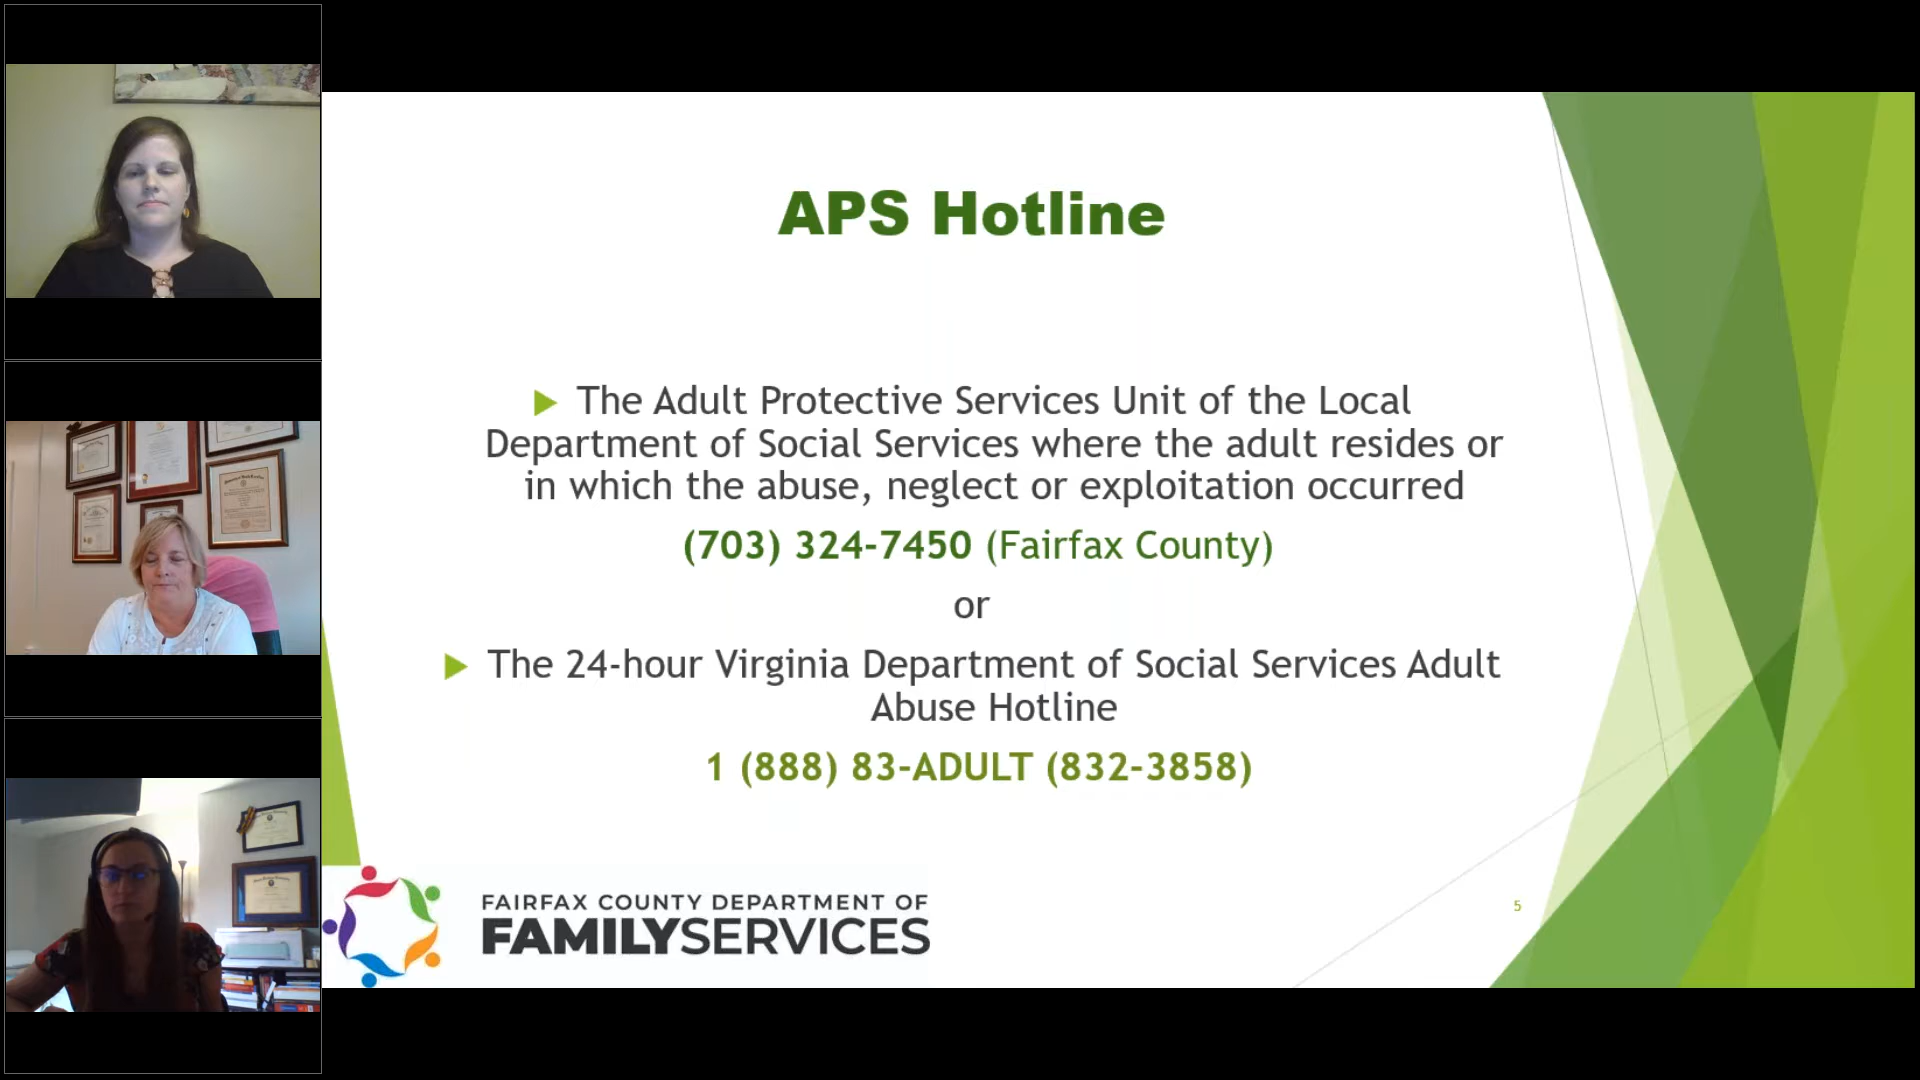 APS Hotline
The Adult Protective Services Unit of the Local
Department of Social Services where the adult resides or
in which the abuse, neglect or exploitation occurred
(703) 324-7450 (Fairfax County)
or
The 24-hour Virginia Department of Social Services Adult
Abuse Hotline
1 (888) 83-ADULT (832-3858)
FAIRFAX COUNTY DEPARTMENT OF
FAMILYSERVICES
5